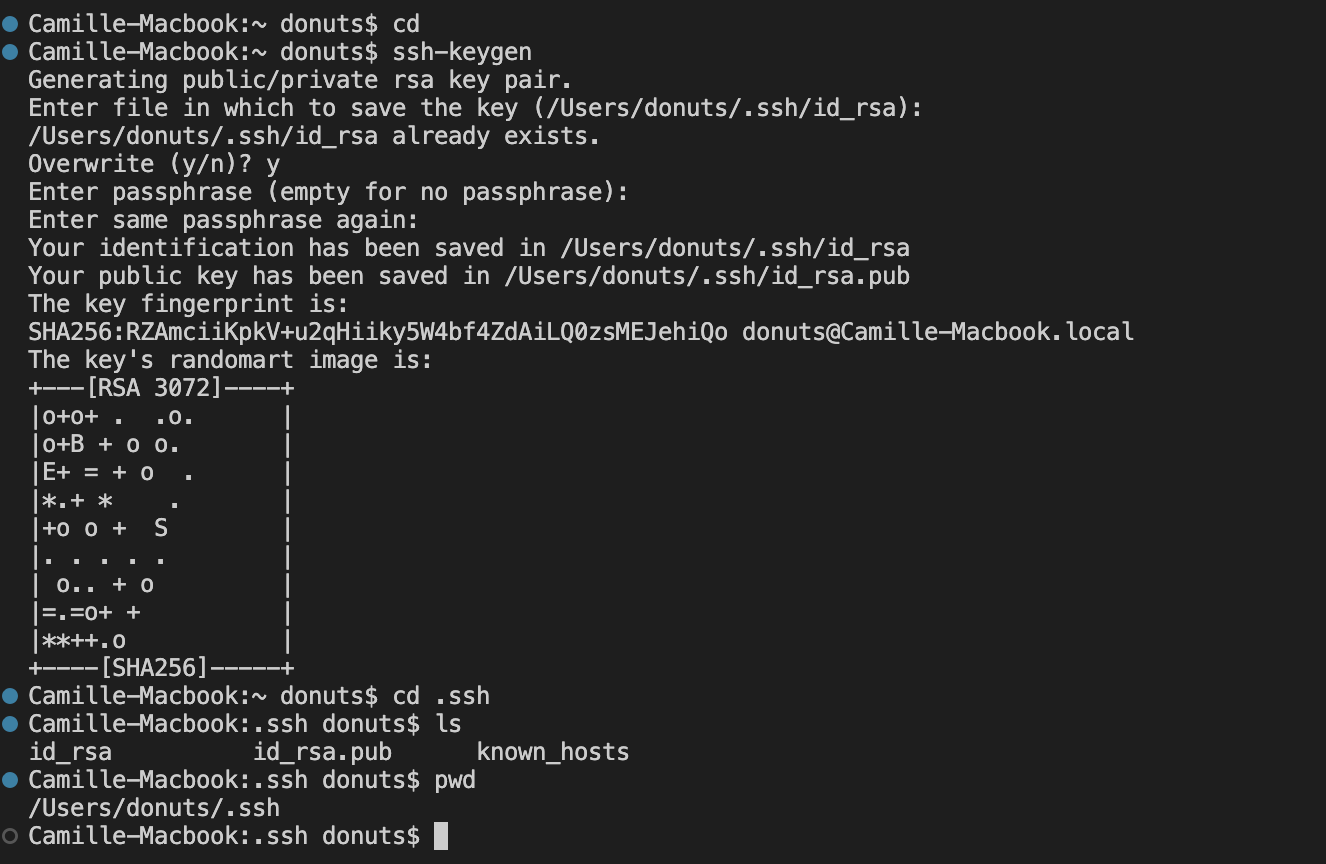 Camille-Macbook:~ donuts$ cd
Camille-Macbook:~ donuts$ ssh-keygen
Generating public/private rsa key pair.
Enter file in which to save the key (/Users/donuts/.ssh/id_rsa):
/Users/donuts/.ssh/id_rsa already exists.
Overwrite (y/n)? y
Enter passphrase (empty for no passphrase):
Enter same passphrase again:
Your identification has been saved in /Users/donuts/.ssh/id_rsa
Your public key has been saved in /Users/donuts/.ssh/id_rsa.pub
The key fingerprint is:
SHA256:RZAmciiKpkV+u2qHiiky5W4bf4ZdAiLQ0zsMEJehiQo donuts@Camille-Macbook.local
The key's randomart image is:
+---[RSA 3072]----+
|o+o+ .  .o.      |
|o+B + o o.       |
|E+ = + o  .      |
|*.+ *    .       |
|+o o +  S        |
|. . . . .        |
| o.. + o         |
|=.=o+ +          |
|**++.o           |
+----[SHA256]-----+
Camille-Macbook:~ donuts$ cd .ssh
Camille-Macbook:.ssh donuts$ ls
id_rsa          id_rsa.pub      known_hosts
Camille-Macbook:.ssh donuts$ pwd
/Users/donuts/.ssh
Camille-Macbook:.ssh donuts$